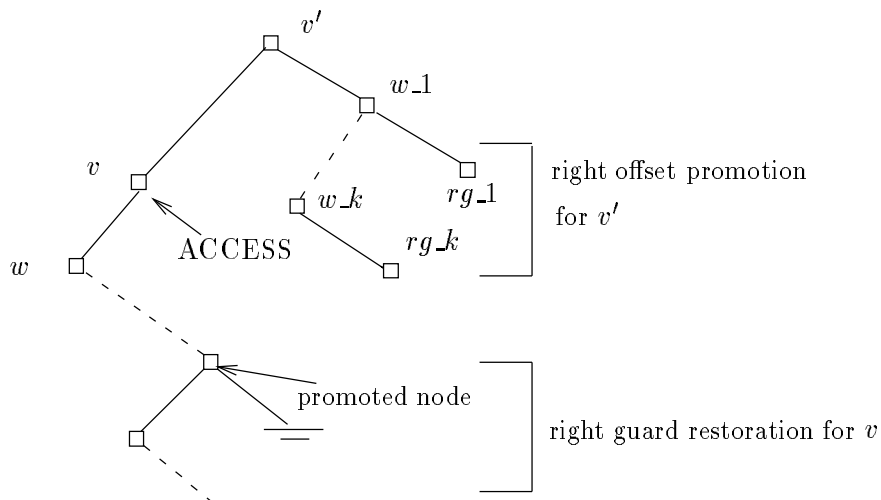 v'
w_1
v
right offset promotion
for v'
rg_1
w_k
rg_k
ACCESS
w
promoted node
right guard restoration for v